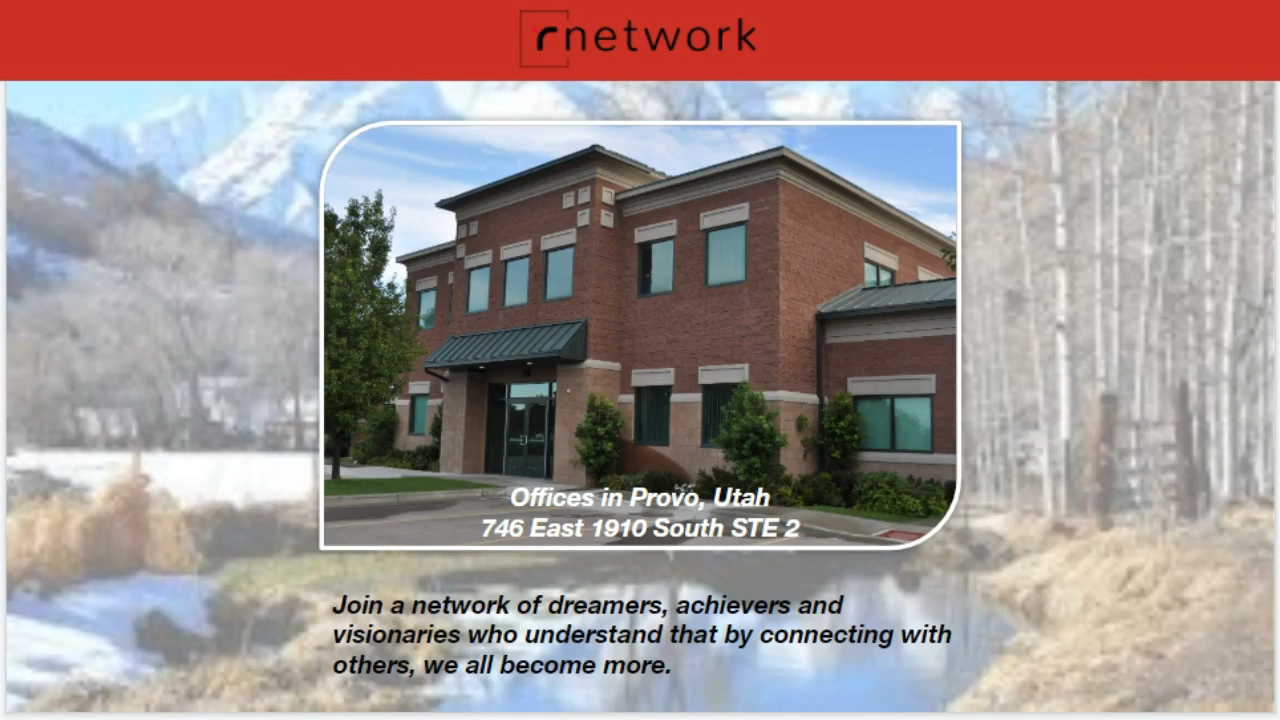 rnetwork
Offices in Provo, Utah
746 East 1910 South STE 2
Join a network of dreamers, achievers and
visionaries who understand that by connecting with
others, we all become more.